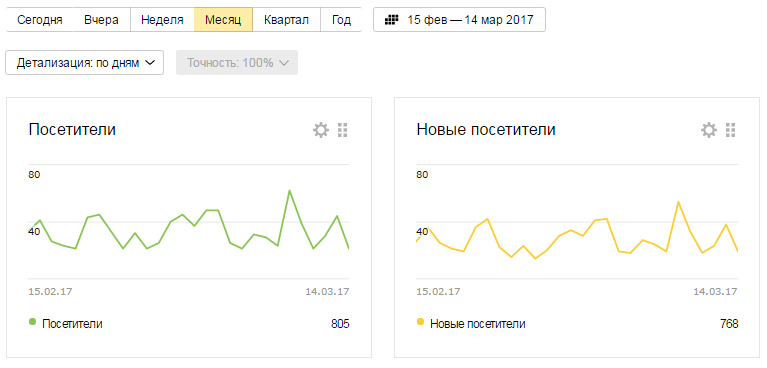 Сегодня Вчера Неделя Месяц Квартал Год 15 фев — 14 мар 2017
Детализация: по дням Точность: 100%
Посетители
80
40
15.02.17 14.03.17
Посетители 805
Новые посетители
80
40
15.02.17 14.03.17
Новые посетители 768